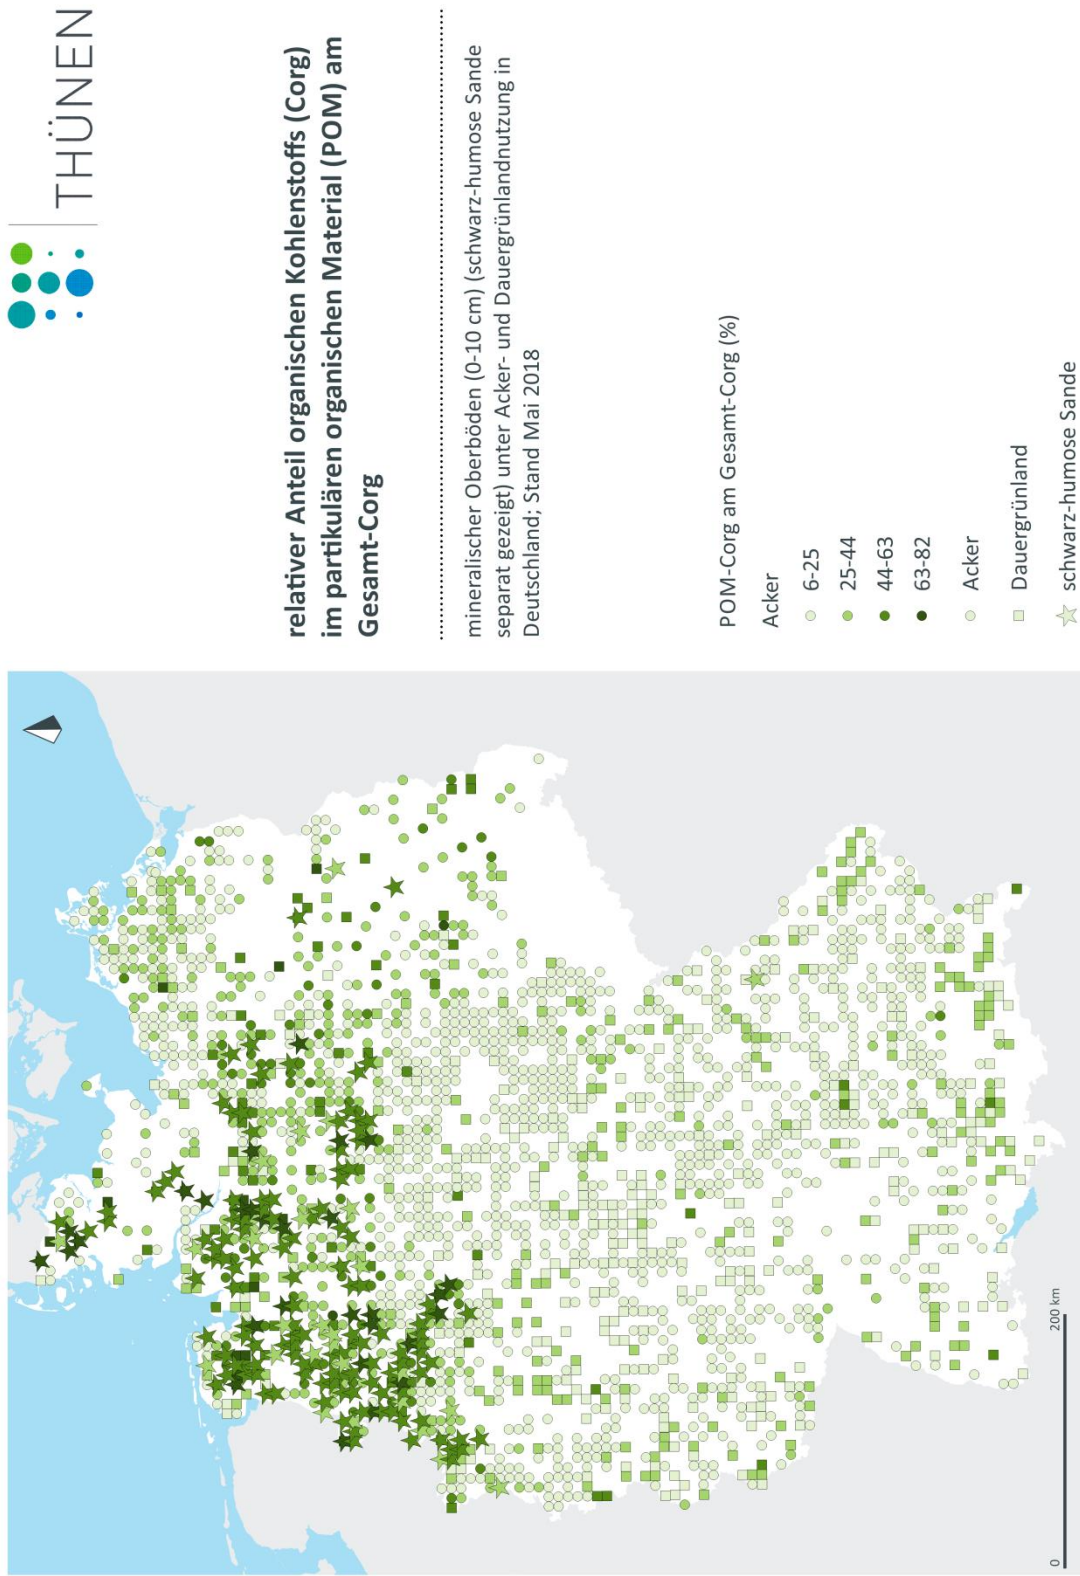 THÜNEN
relativer Anteil organischen Kohlenstoffs (Corg)
im partikulären organischen Material (POM) am
Gesamt-Corg
mineralischer Oberböden (0-10 cm) (schwarz-humose Sande
separat gezeigt) unter Acker- und Dauergrünlandnutzung in
Deutschland; Stand Mai 2018
POM-Corg am Gesamt-Corg (%)
Acker
6-25
25-44
44-63
63-82
Acker
Dauergrünland
schwarz-humose Sande
0
200 km